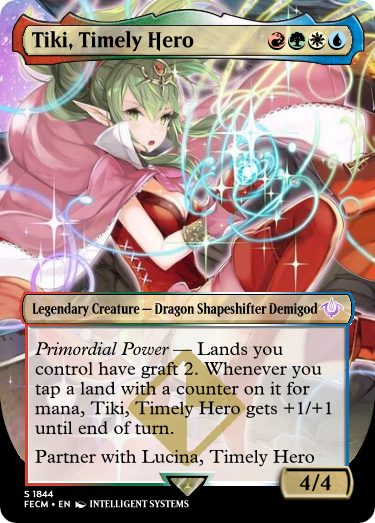 Tiki, Timely Hero
Legendary Creature — Dragon Shapeshifter Demigod
Primordial Power — Lands you
control have graft 2. Whenever you
tap a land with a counter on it for
mana, Tiki, Timely Hero gets +1/+1
until end of turn.
Partner with Lucina, Timely Hero
4/4
S 1844
FECM • EN INTELLIGENT SYSTEMS